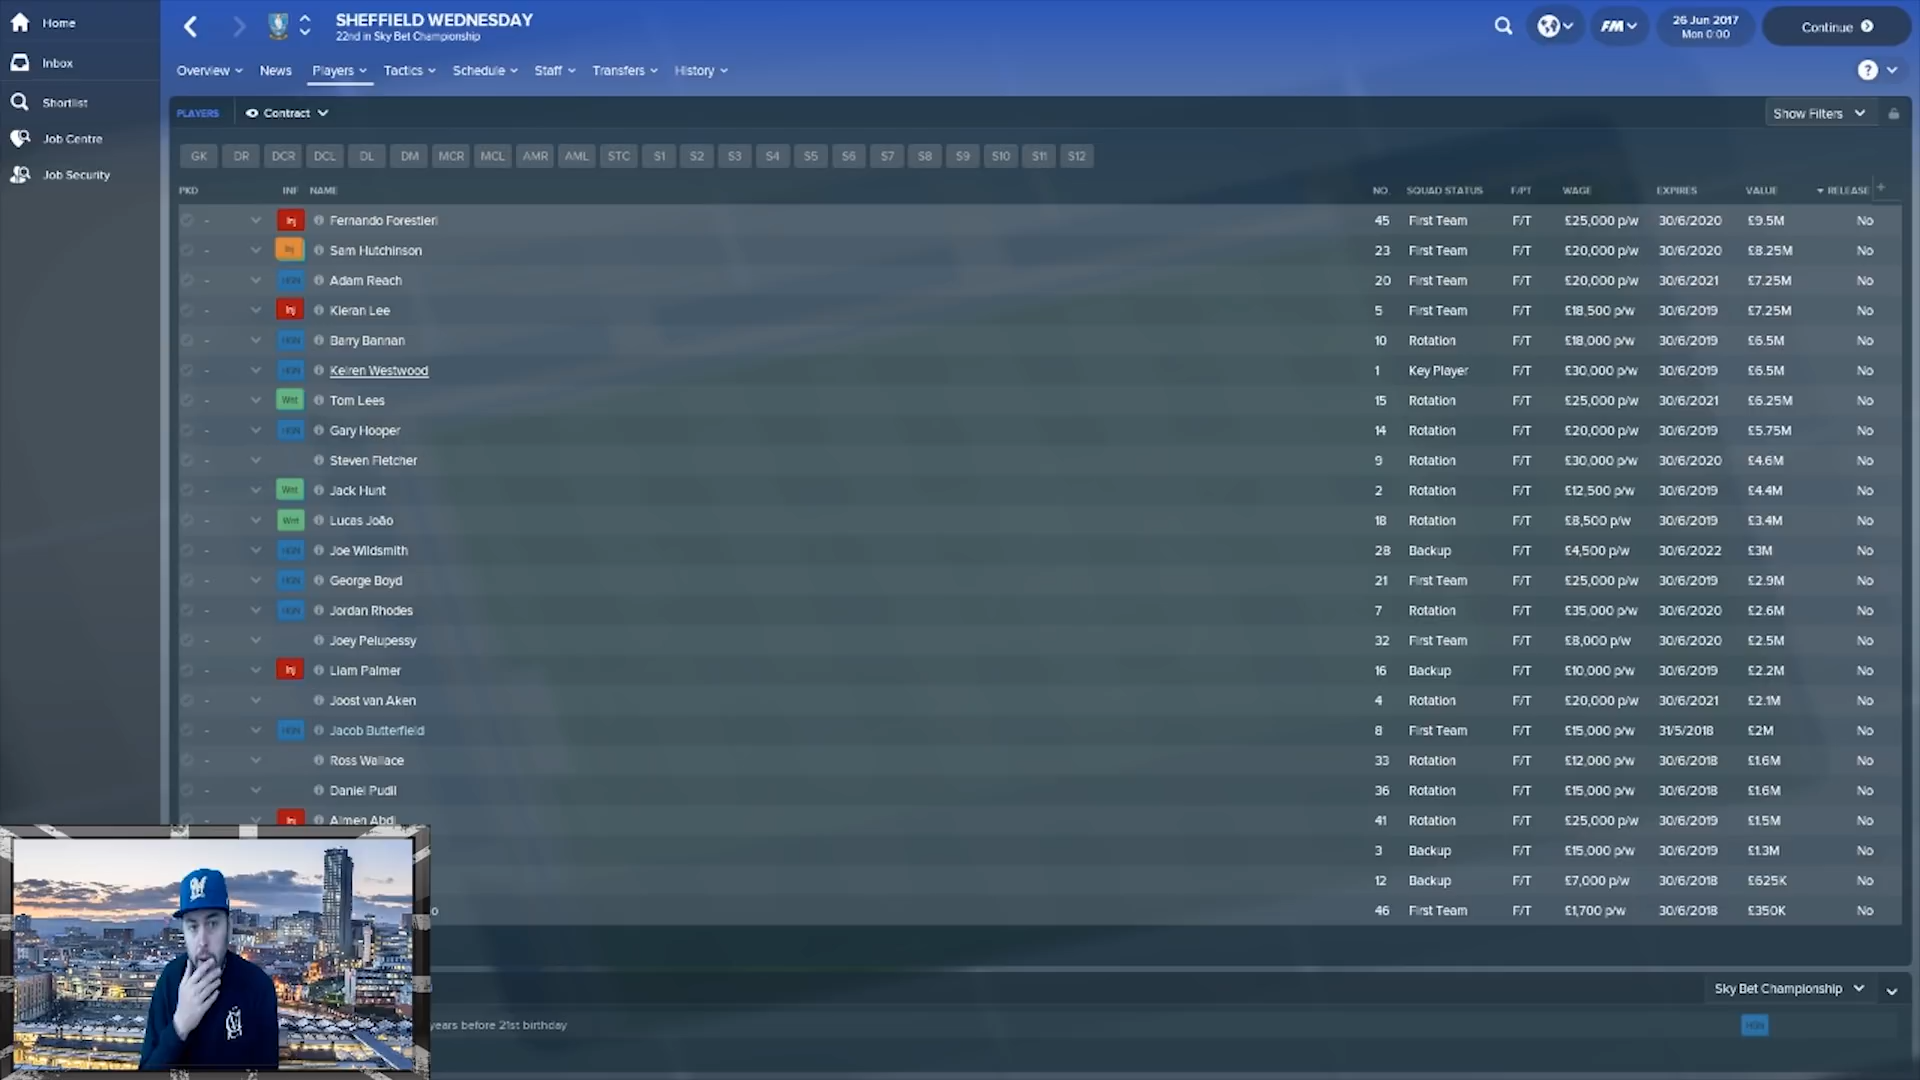 Home
Inbox
Shortlist
Job Centre
Job Security
SHEFFIELD WEDNESDAY
22nd in Sky Bet Championship
FM
26 Jun 2017
Mon 0:00
Continue
Overview News Players Tactics Schedule Staff Transfers History
?
PLAYERS Contract Show Filters
GK DR DCR DCL DL DM MCR MCL AMR AML STC S1 S2 S3 S4 S5 S6 S7 S8 S9 S10 S11 S12
PKD INF NAME NO. SQUAD STATUS F/PT WAGE EXPIRES VALUE RELEASE +
- Inj Fernando Forestieri 45 First Team F/T £25,000 p/w 30/6/2020 £9.5M No
- Inj Sam Hutchinson 23 First Team F/T £20,000 p/w 30/6/2020 £8.25M No
- HGN Adam Reach 20 First Team F/T £20,000 p/w 30/6/2021 £7.25M No
- Inj Kieran Lee 5 First Team F/T £18,500 p/w 30/6/2019 £7.25M No
- HGN Barry Bannan 10 Rotation F/T £18,000 p/w 30/6/2019 £6.5M No
- HGN Keiren Westwood 1 Key Player F/T £30,000 p/w 30/6/2019 £6.5M No
- Wnt Tom Lees 15 Rotation F/T £25,000 p/w 30/6/2021 £6.25M No
- HGN Gary Hooper 14 Rotation F/T £20,000 p/w 30/6/2019 £5.75M No
- Steven Fletcher 9 Rotation F/T £30,000 p/w 30/6/2020 £4.6M No
- Wnt Jack Hunt 2 Rotation F/T £12,500 p/w 30/6/2019 £4.4M No
- Wnt Lucas João 18 Rotation F/T £8,500 p/w 30/6/2019 £3.4M No
- HGN Joe Wildsmith 28 Backup F/T £4,500 p/w 30/6/2022 £3M No
- HGN George Boyd 21 First Team F/T £25,000 p/w 30/6/2019 £2.9M No
- HGN Jordan Rhodes 7 Rotation F/T £35,000 p/w 30/6/2020 £2.6M No
- Joey Pelupessy 32 First Team F/T £8,000 p/w 30/6/2020 £2.5M No
- Inj Liam Palmer 16 Backup F/T £10,000 p/w 30/6/2019 £2.2M No
- Joost van Aken 4 Rotation F/T £20,000 p/w 30/6/2021 £2.1M No
- HGN Jacob Butterfield 8 First Team F/T £15,000 p/w 31/5/2018 £2M No
- Ross Wallace 33 Rotation F/T £12,000 p/w 30/6/2018 £1.6M No
- Daniel Pudil 36 Rotation F/T £15,000 p/w 30/6/2018 £1.6M No
- Inj Almen Abdi 41 Rotation F/T £25,000 p/w 30/6/2019 £1.5M No
3 Backup F/T £15,000 p/w 30/6/2019 £1.3M No
12 Backup F/T £7,000 p/w 30/6/2018 £625K No
o 46 First Team F/T £1,700 p/w 30/6/2018 £350K No
Sky Bet Championship
years before 21st birthday HGN